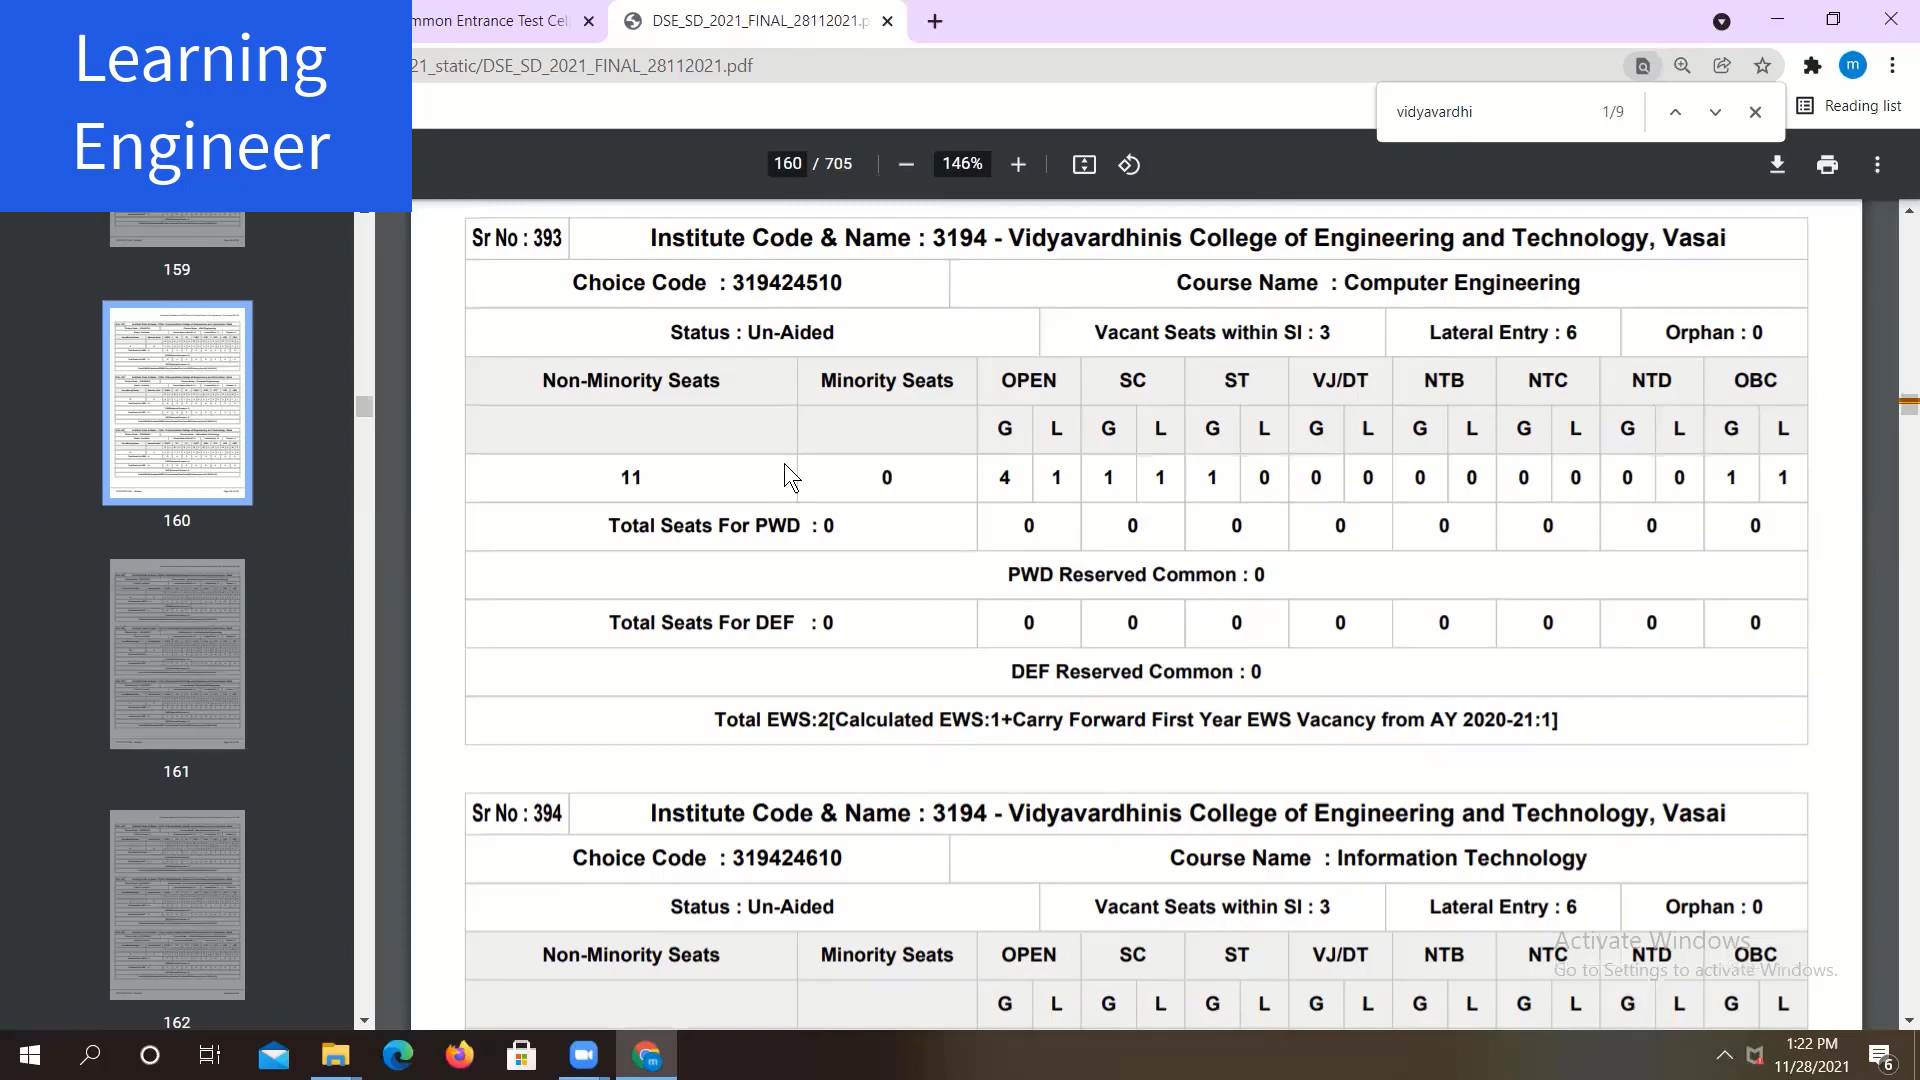 Learning
Engineer
mmon Entrance Test Cel
DSE_SD_2021_FINAL_28112021.p
21_static/DSE_SD_2021_FINAL_28112021.pdf
m
vidyavardhi 1/9
Reading list
160 / 705 146%
159
160
161
162
Sr No : 393 Institute Code & Name : 3194 - Vidyavardhinis College of Engineering and Technology, Vasai
Choice Code : 319424510 Course Name : Computer Engineering
Status : Un-Aided Vacant Seats within SI : 3 Lateral Entry : 6 Orphan : 0
Non-Minority Seats Minority Seats OPEN SC ST VJ/DT NTB NTC NTD OBC
G L G L G L G L G L G L G L G L
11 0 4 1 1 1 1 0 0 0 0 0 0 0 0 0 1 1
Total Seats For PWD : 0 0 0 0 0 0 0 0 0
PWD Reserved Common : 0
Total Seats For DEF : 0 0 0 0 0 0 0 0 0
DEF Reserved Common : 0
Total EWS:2[Calculated EWS:1+Carry Forward First Year EWS Vacancy from AY 2020-21:1]
Sr No : 394 Institute Code & Name : 3194 - Vidyavardhinis College of Engineering and Technology, Vasai
Choice Code : 319424610 Course Name : Information Technology
Status : Un-Aided Vacant Seats within SI : 3 Lateral Entry : 6 Orphan : 0
Non-Minority Seats Minority Seats OPEN SC ST VJ/DT NTB NTC NTD OBC
G L G L G L G L G L G L G L G L
Activate Windows
Go to Settings to activate Windows.
1:22 PM
11/28/2021
6